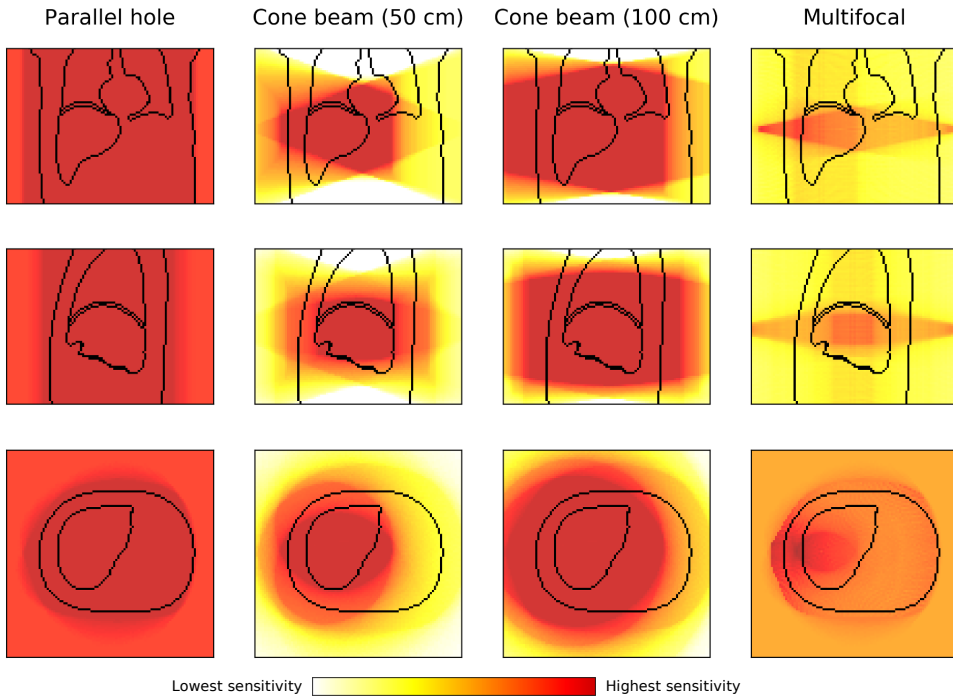 Parallel hole
Cone beam (50 cm)
Cone beam (100 cm)
Multifocal
Lowest sensitivity
Highest sensitivity